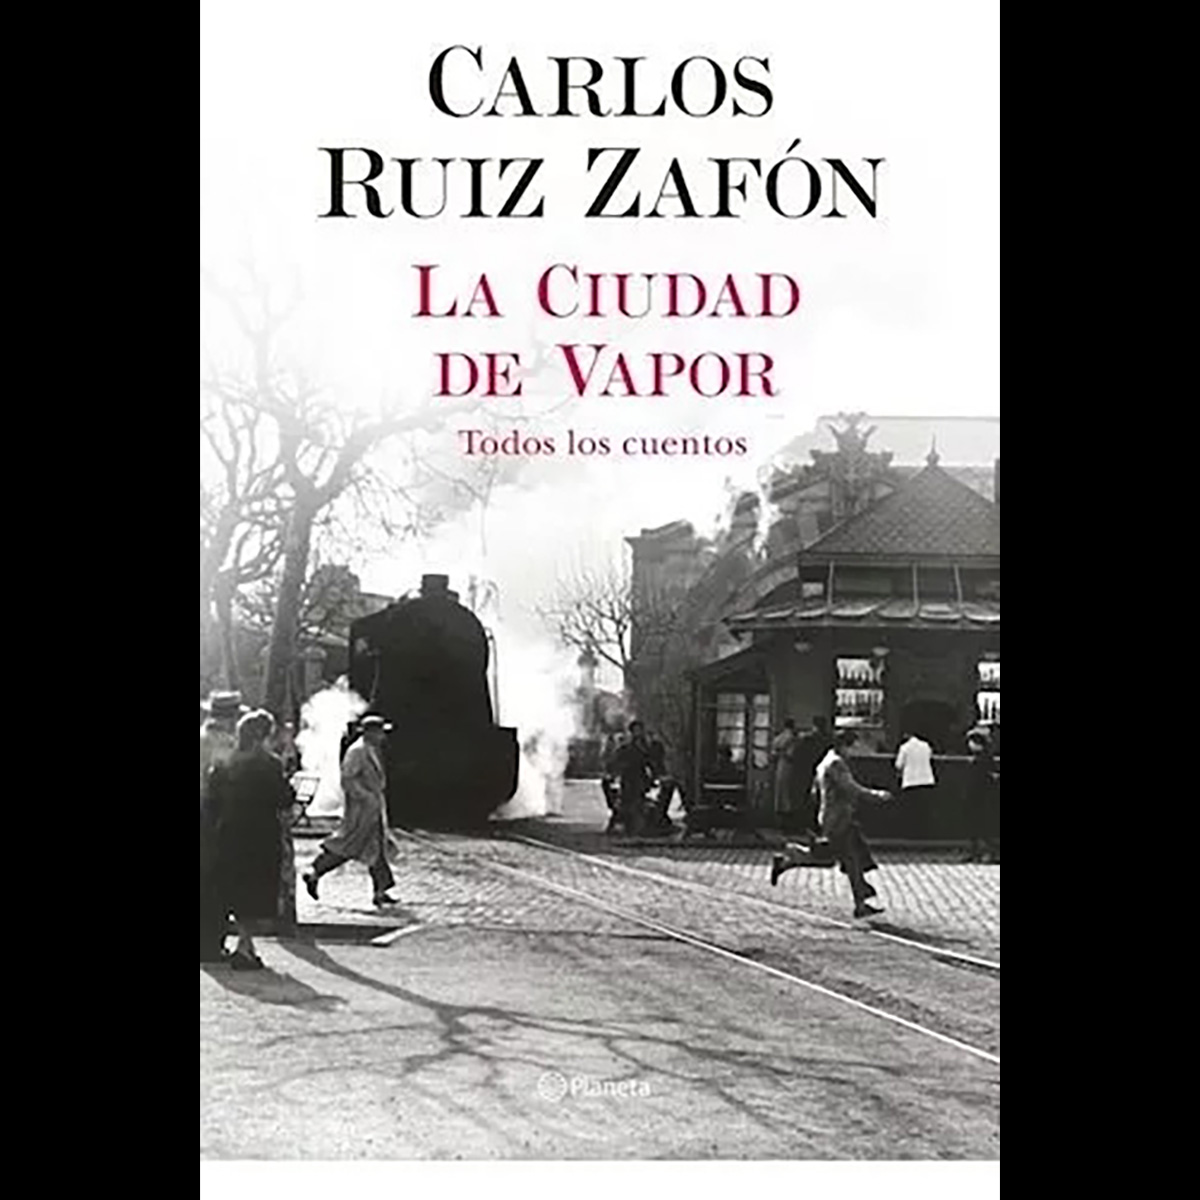 CARLOS
RUIZ ZAFÓN
LA CIUDAD
DE VAPOR
Todos los cuentos
Planeta